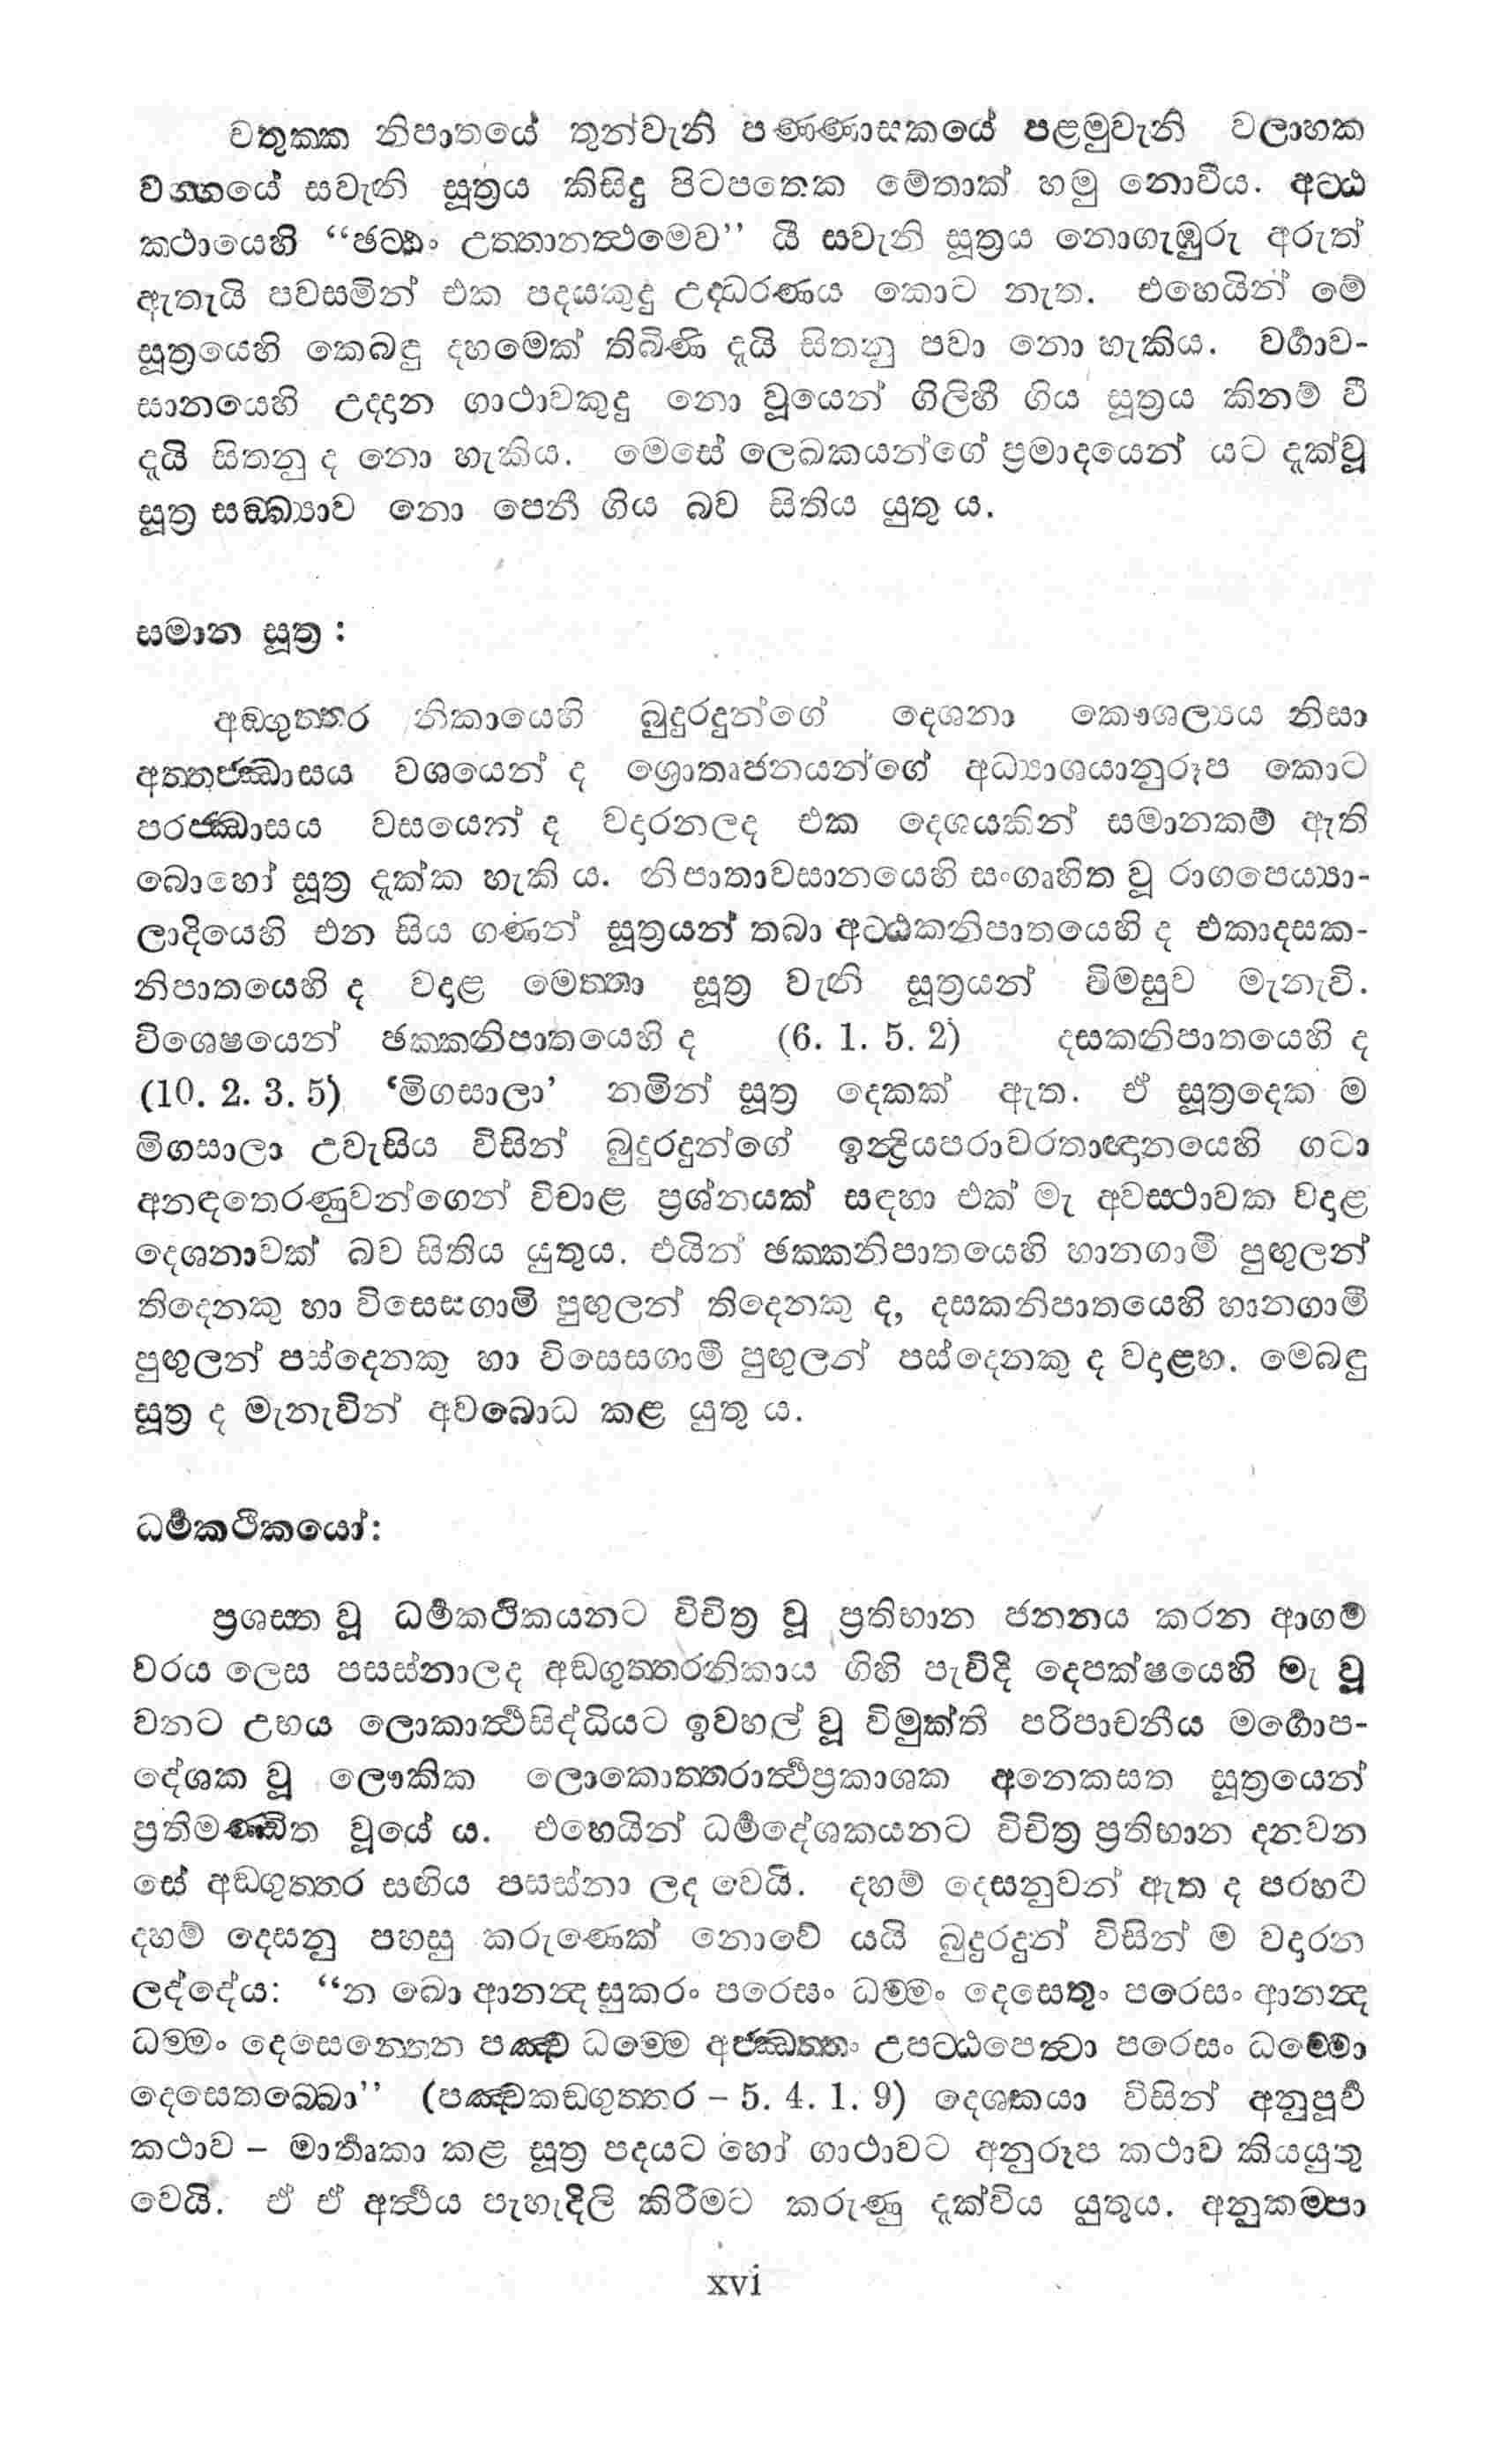 චතුක්ක නිපාතයේ තුන්වැනි පණ්ණාසකයේ පළමුවැනි වලාහක
වග්ගයේ සවැනි සූත්‍රය කිසිදු පිටපතෙක මේතාක් හමු නොවීය. අට්ඨ
කථායෙහි “ඡට්ඨං උත්තානත්ථමෙව” යී සවැනි සූත්‍රය නොගැඹුරු අරුත්
ඇතැයි පවසමින් එක පදයකුදු උද්ධරණය කොට නැත. එහෙයින් මේ
සූත්‍රයෙහි කෙබඳු දහමෙක් තිබිණි දැයි සිතනු පවා නො හැකිය. වර්‍ගාව-
සානයෙහි උද්දාන ගාථාවකුදු නො වූයෙන් ගිලිහී ගිය සූත්‍රය කිනම් වී
දැයි සිතනු ද නො හැකිය. මෙසේ ලෙඛකයන්ගේ ප්‍රමාදයෙන් යට දැක්වූ
සූත්‍ර සඞ්ඛ්‍යාව නො පෙනී ගිය බව සිතිය යුතු ය.
සමාන සූත්‍ර :
අඞ්ගුත්තර නිකායෙහි බුදුරදුන්ගේ දෙශනා කෞශල්‍යය නිසා
අත්තජ්ඣාසය වශයෙන් ද ශ්‍රොතෘජනයන්ගේ අධ්‍යාශයානුරූප කොට
පරජ්ඣාසය වසයෙන් ද වදාරනලද එක දෙශයකින් සමානකම් ඇති
බොහෝ සූත්‍ර දැක්ක හැකි ය. නිපාතාවසානයෙහි සංගෘහිත වූ රාගපෙය්‍යා-
ලාදියෙහි එන සිය ගණන් සූත්‍රයන් තබා අට්ඨකනිපාතයෙහි ද එකාදසක-
නිපාතයෙහි ද වදාළ මෙත්තා සූත්‍ර වැනි සූත්‍රයන් විමසුව මැනැවි.
විශෙෂයෙන් ඡක්කනිපාතයෙහි ද (6. 1. 5. 2) දසකනිපාතයෙහි ද
(10. 2. 3. 5) ‘මිගසාලා’ නමින් සූත්‍ර දෙකක් ඇත. ඒ සූත්‍රදෙක ම
මිගසාලා උවැසිය විසින් බුදුරදුන්ගේ ඉන්ද්‍රියපරාවරතාඥානයෙහි ගටා
අනඳතෙරණුවන්ගෙන් විචාළ ප්‍රශ්නයක් සඳහා එක් මැ අවස්ථාවක වදාළ
දෙශනාවක් බව සිතිය යුතුය. එයින් ඡක්කනිපාතයෙහි හානගාමි පුඟුලන්
තිදෙනකු හා විසෙසගාමි පුඟුලන් තිදෙනකු ද, දසකනිපාතයෙහි හානගාමි
පුඟුලන් පස්දෙනකු හා විසෙසගාමී පුඟුලන් පස්දෙනකු ද වදාළහ. මෙබඳු
සූත්‍ර ද මැනැවින් අවබොධ කළ යුතු ය.
ධර්‍මකථිකයෝ:
ප්‍රශස්ත වූ ධර්‍මකථිකයනට විචිත්‍ර වූ ප්‍රතිභාන ජනනය කරන ආගම්
වරය ලෙස පසස්නාලද අඞ්ගුත්තරනිකාය ගිහි පැවිදි දෙපක්ෂයෙහි මැ වූ
වනට උභය ලොකාර්‍ත්ථසිද්ධියට ඉවහල් වූ විමුක්ති පරිපාචනීය මර්‍ගොප-
දේශක වූ ලෞකික ලොකොත්තරාර්‍ත්ථප්‍රකාශක අනෙකසත සූත්‍රයෙන්
ප්‍රතිමණ්ඩිත වූයේ ය. එහෙයින් ධර්‍මදේශකයනට විචිත්‍ර ප්‍රතිභාන දනවන
සේ අඞ්ගුත්තර සඟිය පසස්නා ලද වෙයි. දහම් දෙසනුවන් ඇත ද පරහට
දහම් දෙසනු පහසු කරුණෙක් නොවේ යයි බුදුරදුන් විසින් ම වදාරන
ලද්දේය: “න ඛො ආනන්ද සුකරං පරෙසං ධම්මං දෙසෙතුං පරෙසං ආනන්ද
ධම්මං දෙසෙන්තෙන පඤ්ච ධම්මෙ අජ්ඣත්තං උපට්ඨපෙත්වා පරෙසං ධම්මො
දෙසෙතබ්බො” (පඤ්චකඞ්ගුත්තර – 5. 4. 1. 9) දෙශකයා විසින් අනුපූර්‍ව
කථාව – මාතෘකා කළ සූත්‍ර පදයට හෝ ගාථාවට අනුරූප කථාව කියයුතු
වෙයි. ඒ ඒ අර්‍ත්ථය පැහැදිලි කිරීමට කරුණු දැක්විය යුතුය. අනුකම්පා
xvi